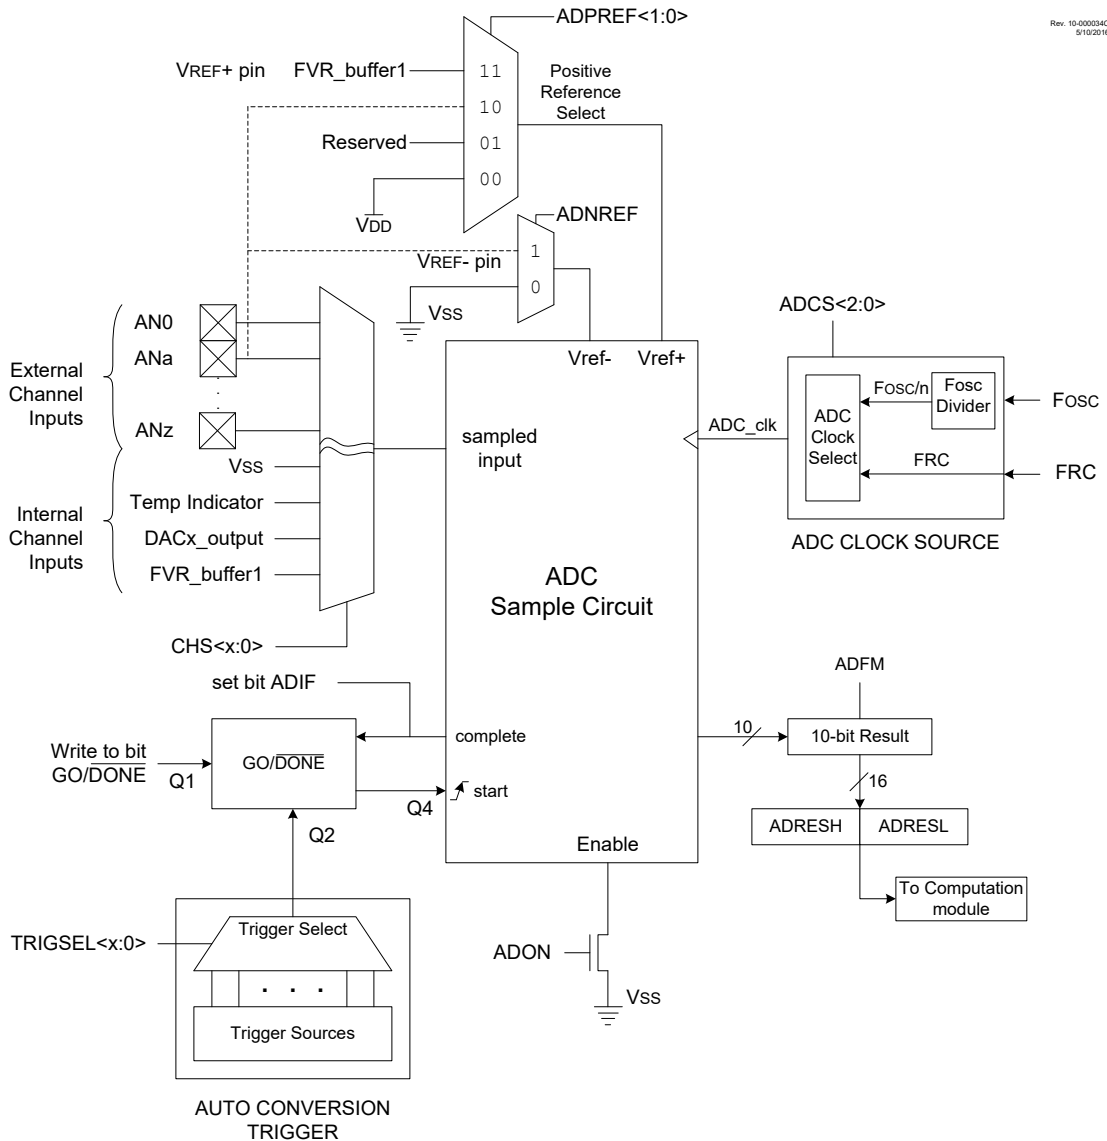 Rev. 10-000034C
5/10/2016
ADPREF<1:0>
VREF+ pin
FVR_buffer1
11
Positive
Reference
Select
10
Reserved
01
00
VDD
ADNREF
VREF- pin
1
0
VSS
ADCS<2:0>
External
Channel
Inputs
AN0
ANa
ANz
VSS
Internal
Channel
Inputs
Temp Indicator
DACx_output
FVR_buffer1
CHS<x:0>
Vref-
Vref+
sampled
input
ADC_clk
ADC
Clock
Select
FOSC/n
Fosc
Divider
FOSC
FRC
FRC
ADC CLOCK SOURCE
ADC
Sample Circuit
set bit ADIF
complete
Write to bit
GO/DONE
Q1
GO/DONE
Q4
start
Q2
Enable
ADFM
10
10-bit Result
16
ADRESH
ADRESL
To Computation
module
TRIGSEL<x:0>
Trigger Select
. . .
Trigger Sources
AUTO CONVERSION
TRIGGER
ADON
VSS